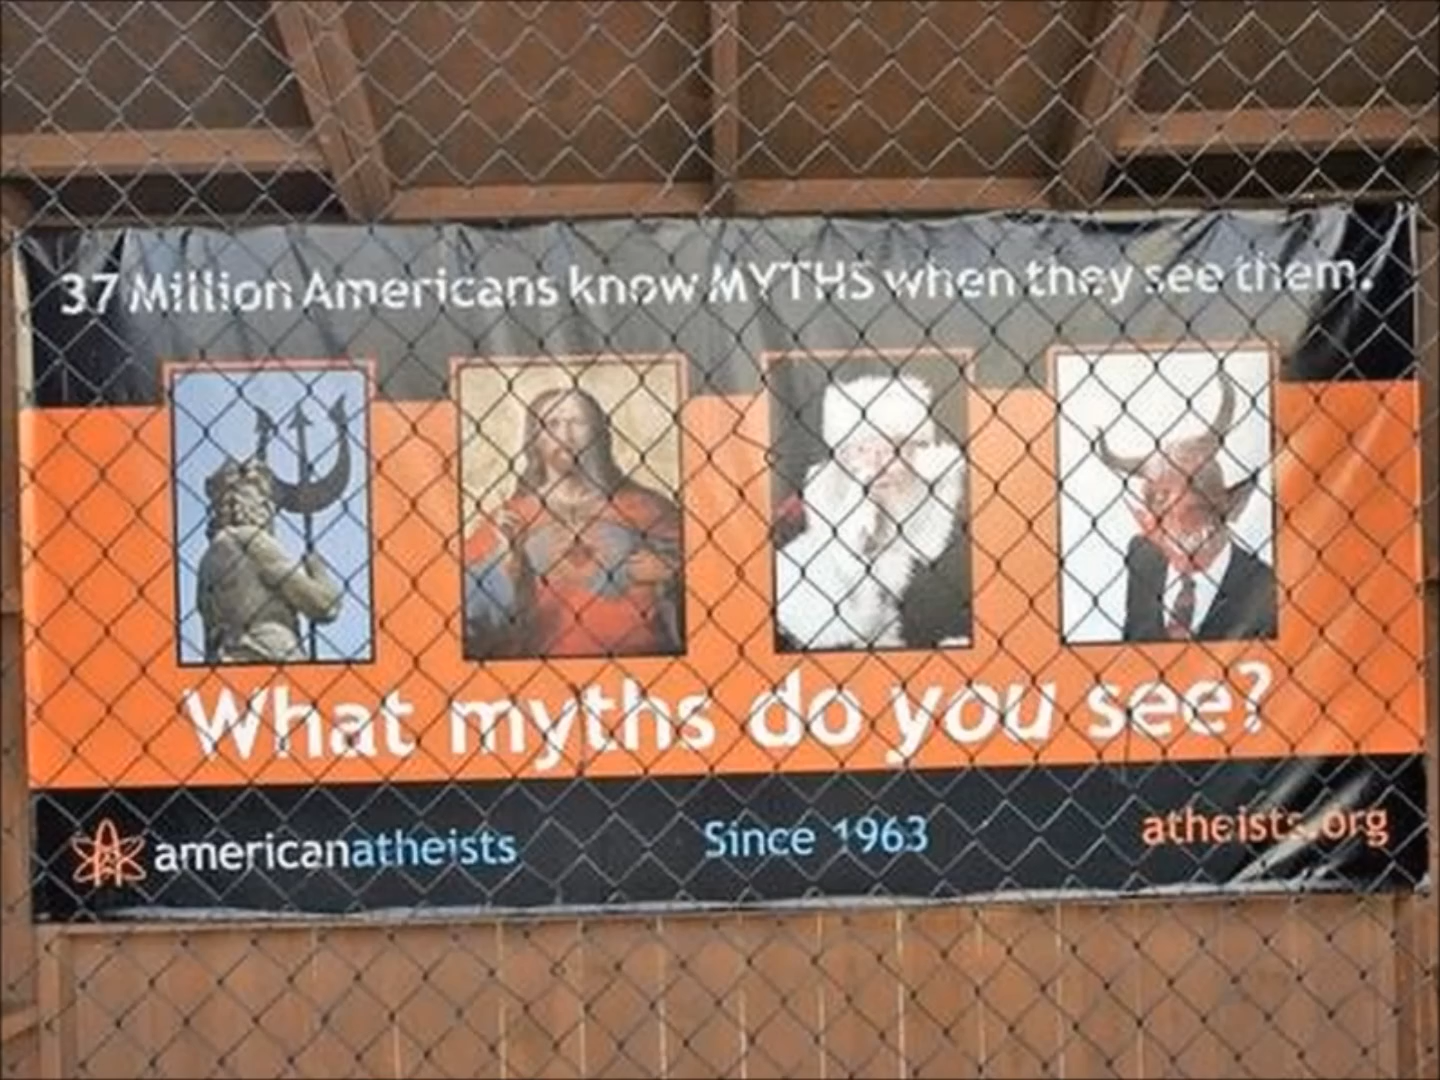 37 Million Americans know MYTHS when they see them.
What myths do you see?
americanatheists
Since 1963
atheists.org